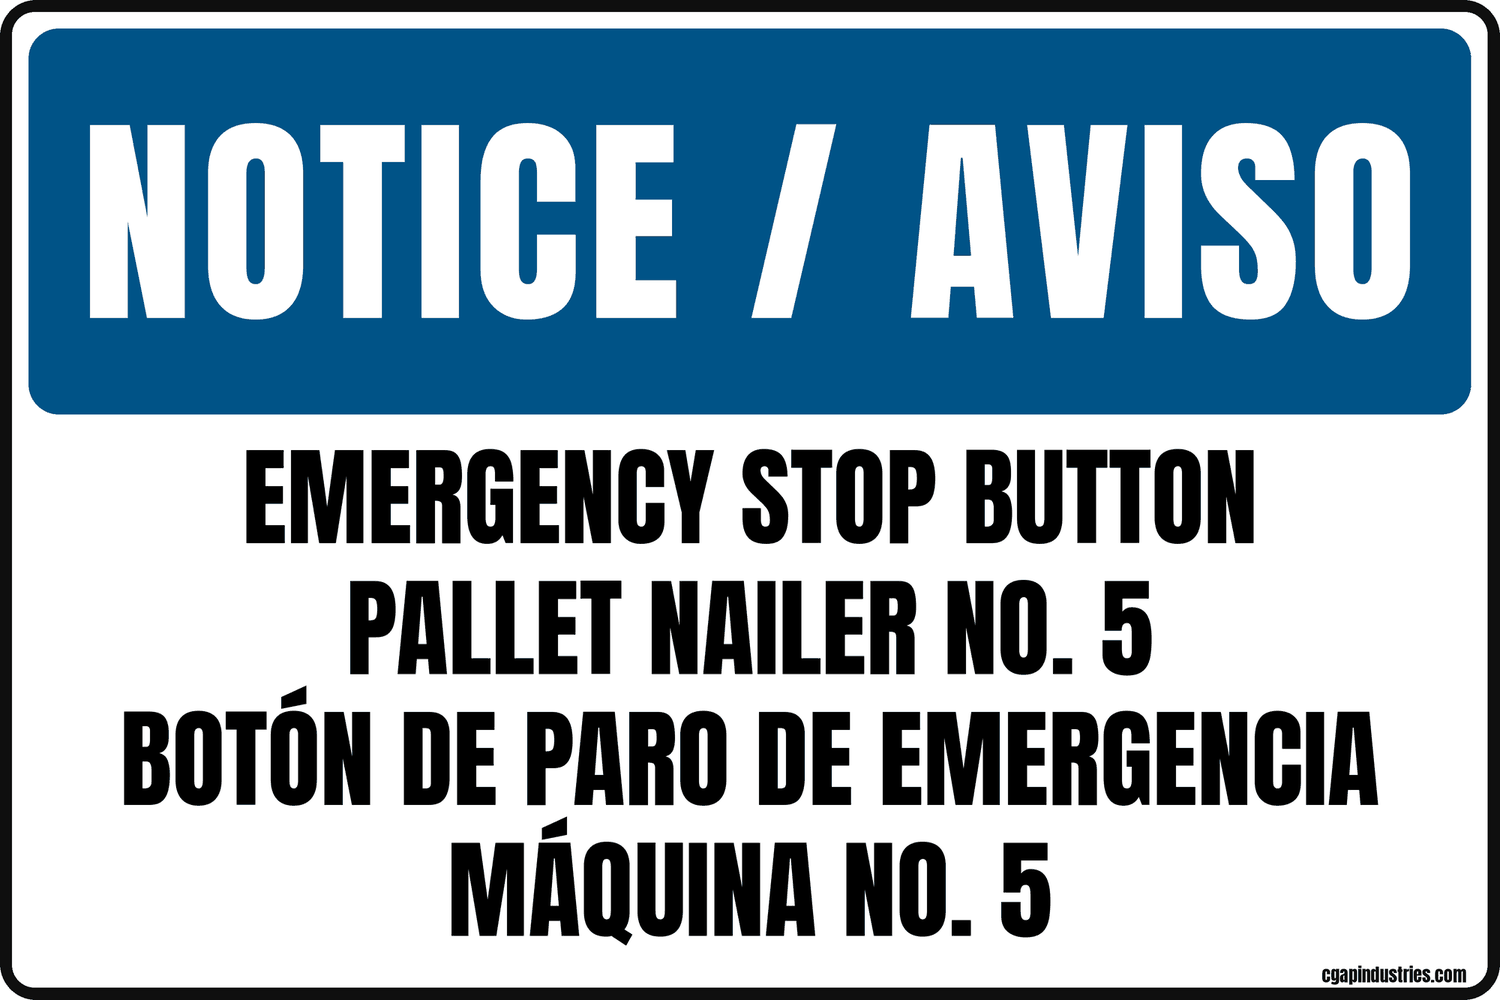 NOTICE / AVISO
EMERGENCY STOP BUTTON
PALLET NAILER NO. 5
BOTÓN DE PARO DE EMERGENCIA
MÁQUINA NO. 5
cgapindustries.com